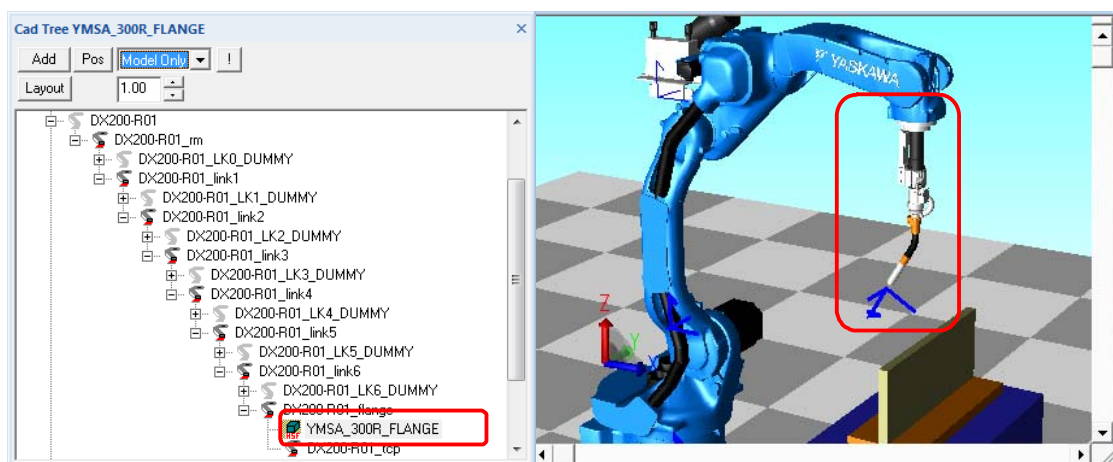 Cad Tree YMSA_300R_FLANGE
Add Pos Model Only !
Layout 1.00
DX200-R01
DX200-R01_rm
DX200-R01_LK0_DUMMY
DX200-R01_link1
DX200-R01_LK1_DUMMY
DX200-R01_link2
DX200-R01_LK2_DUMMY
DX200-R01_link3
DX200-R01_LK3_DUMMY
DX200-R01_link4
DX200-R01_LK4_DUMMY
DX200-R01_link5
DX200-R01_LK5_DUMMY
DX200-R01_link6
DX200-R01_LK6_DUMMY
DX200-R01_flange
HSF YMSA_300R_FLANGE
DX200-R01_tcp
YASKAWA
Z
Y
X